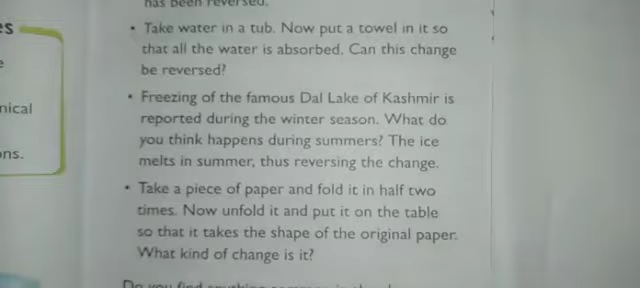 has been reversed.
es
• Take water in a tub. Now put a towel in it so
that all the water is absorbed. Can this change
be reversed?
e
• Freezing of the famous Dal Lake of Kashmir is
nical
reported during the winter season. What do
you think happens during summers? The ice
ons.
melts in summer, thus reversing the change.
• Take a piece of paper and fold it in half two
times. Now unfold it and put it on the table
so that it takes the shape of the original paper.
What kind of change is it?
Do you find anything common in